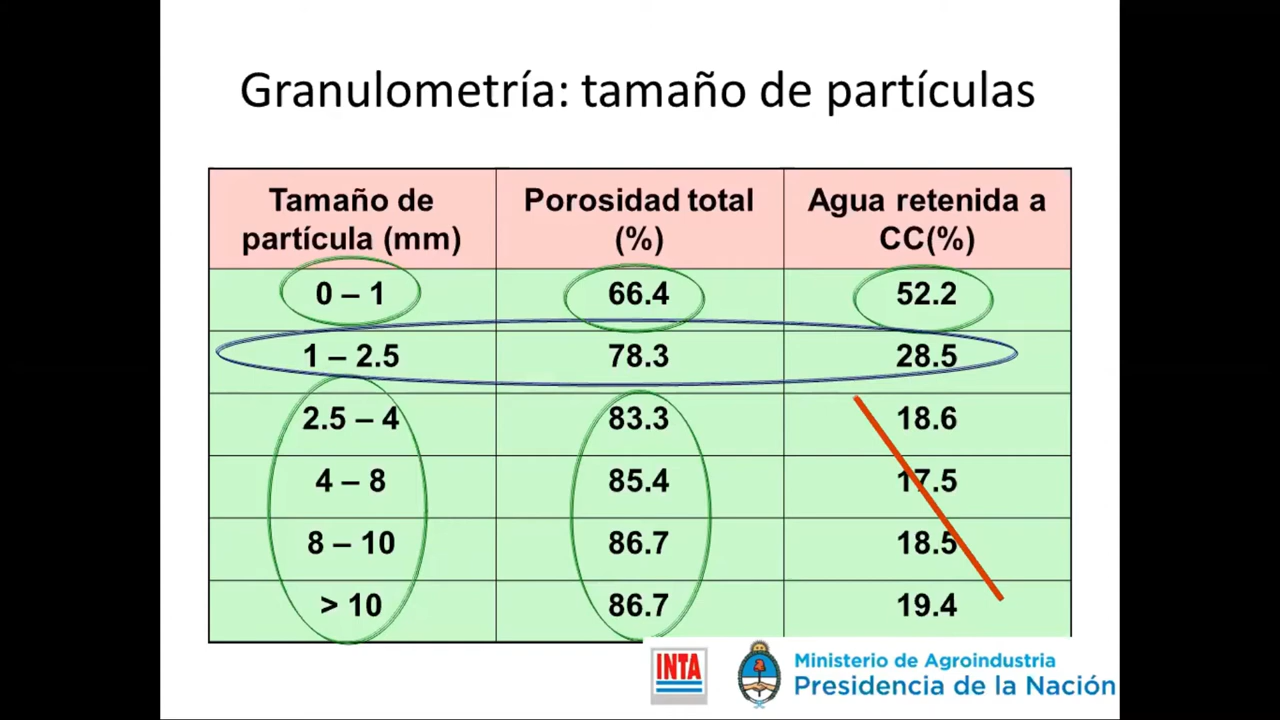 Granulometría: tamaño de partículas
Tamaño de partícula (mm) Porosidad total (%) Agua retenida a CC(%)
0 – 1 66.4 52.2
1 – 2.5 78.3 28.5
2.5 – 4 83.3 18.6
4 – 8 85.4 17.5
8 – 10 86.7 18.5
> 10 86.7 19.4
INTA
Ministerio de Agroindustria
Presidencia de la Nación